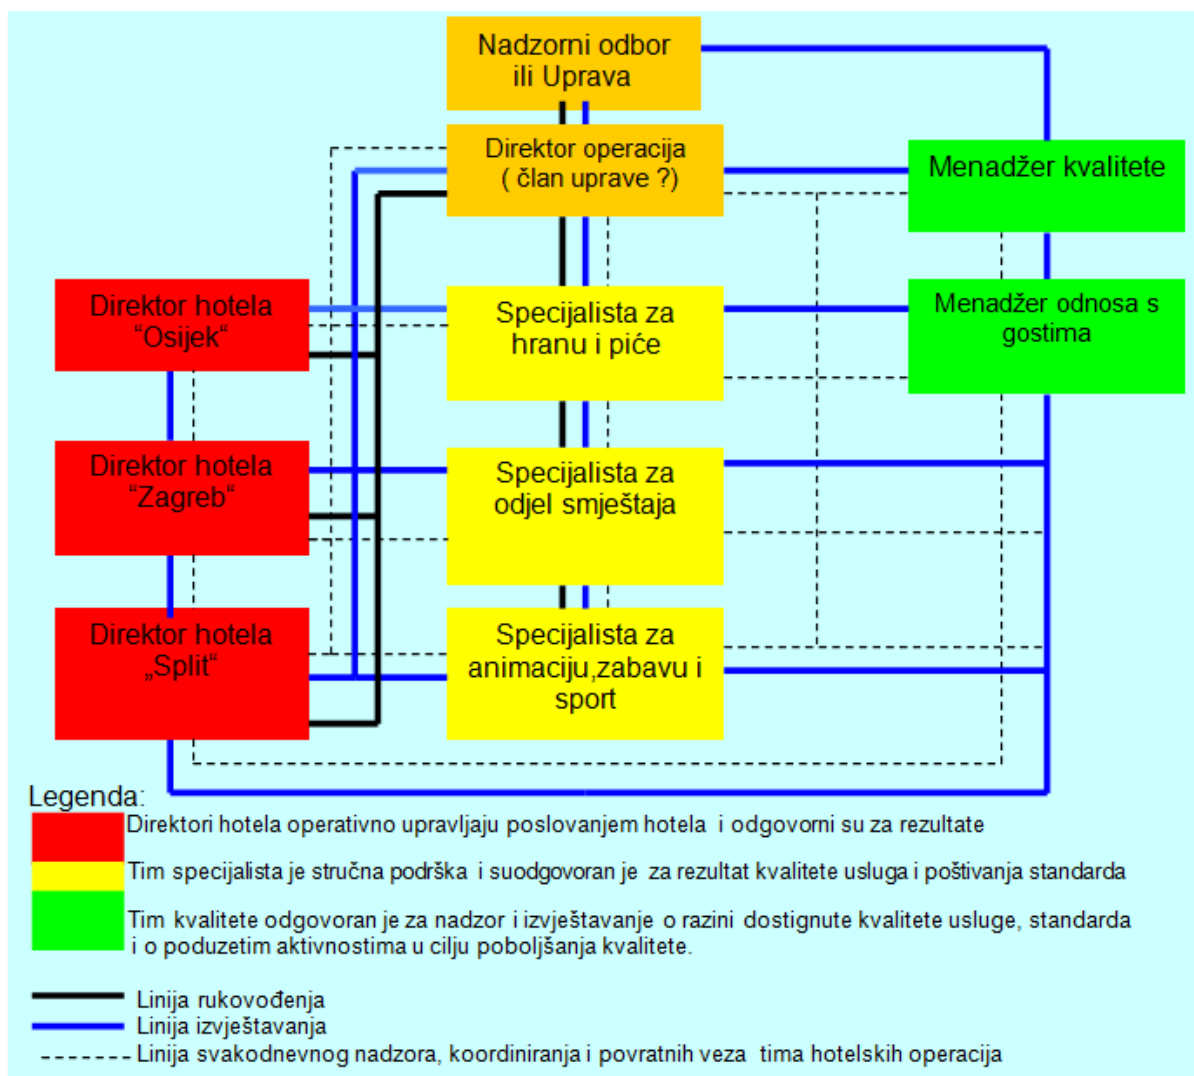 Nadzorni odbor
ili Uprava
Direktor operacija
( član uprave ?)
Menadžer kvalitete
Direktor hotela
“Osijek“
Specijalista za
hranu i piće
Menadžer odnosa s
gostima
Direktor hotela
“Zagreb“
Specijalista za
odjel smještaja
Direktor hotela
„Split“
Specijalista za
animaciju,zabavu i
sport
Legenda:
Direktori hotela operativno upravljaju poslovanjem hotela i odgovorni su za rezultate
Tim specijalista je stručna podrška i suodgovoran je za rezultat kvalitete usluga i poštivanja standarda
Tim kvalitete odgovoran je za nadzor i izvještavanje o razini dostignute kvalitete usluge, standarda
i o poduzetim aktivnostima u cilju poboljšanja kvalitete.
Linija rukovođenja
Linija izvještavanja
Linija svakodnevnog nadzora, koordiniranja i povratnih veza tima hotelskih operacija